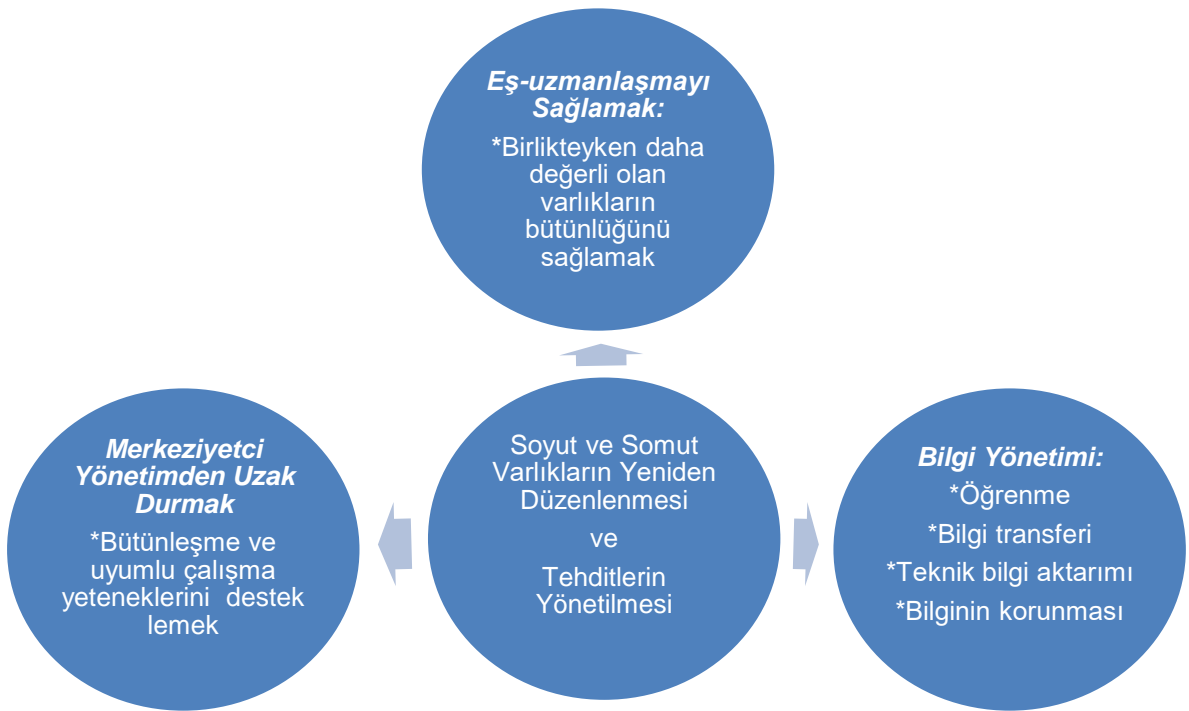 Eş-uzmanlaşmayı
Sağlamak:
*Birlikteyken daha
değerli olan
varlıkların
bütünlüğünü
sağlamak
Merkeziyetci
Yönetimden Uzak
Durmak
*Bütünleşme ve
uyumlu çalışma
yeteneklerini destek
lemek
Soyut ve Somut
Varlıkların Yeniden
Düzenlenmesi
ve
Tehditlerin
Yönetilmesi
Bilgi Yönetimi:
*Öğrenme
*Bilgi transferi
*Teknik bilgi aktarımı
*Bilginin korunması